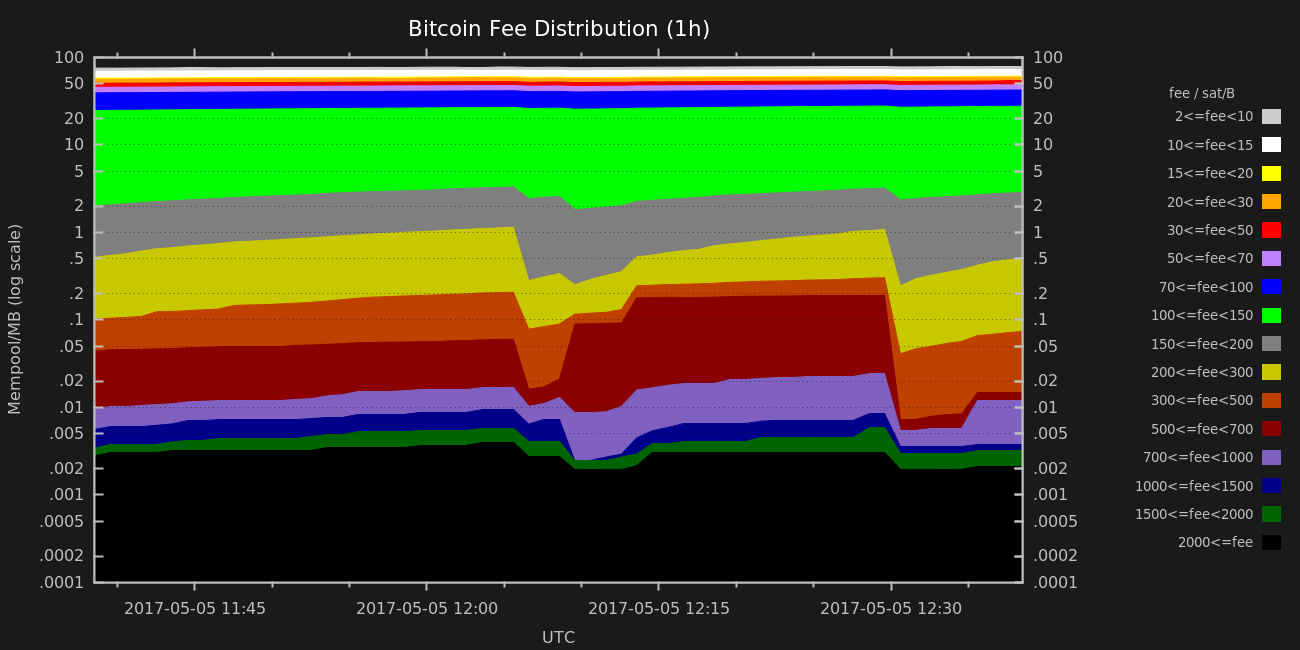 Bitcoin Fee Distribution (1h)
Mempool/MB (log scale)
100
50
20
10
5
2
1
.5
.2
.1
.05
.02
.01
.005
.002
.001
.0005
.0002
.0001
100
50
20
10
5
2
1
.5
.2
.1
.05
.02
.01
.005
.002
.001
.0005
.0002
.0001
2017-05-05 11:45
2017-05-05 12:00
2017-05-05 12:15
2017-05-05 12:30
UTC
fee / sat/B
2<=fee<10
10<=fee<15
15<=fee<20
20<=fee<30
30<=fee<50
50<=fee<70
70<=fee<100
100<=fee<150
150<=fee<200
200<=fee<300
300<=fee<500
500<=fee<700
700<=fee<1000
1000<=fee<1500
1500<=fee<2000
2000<=fee